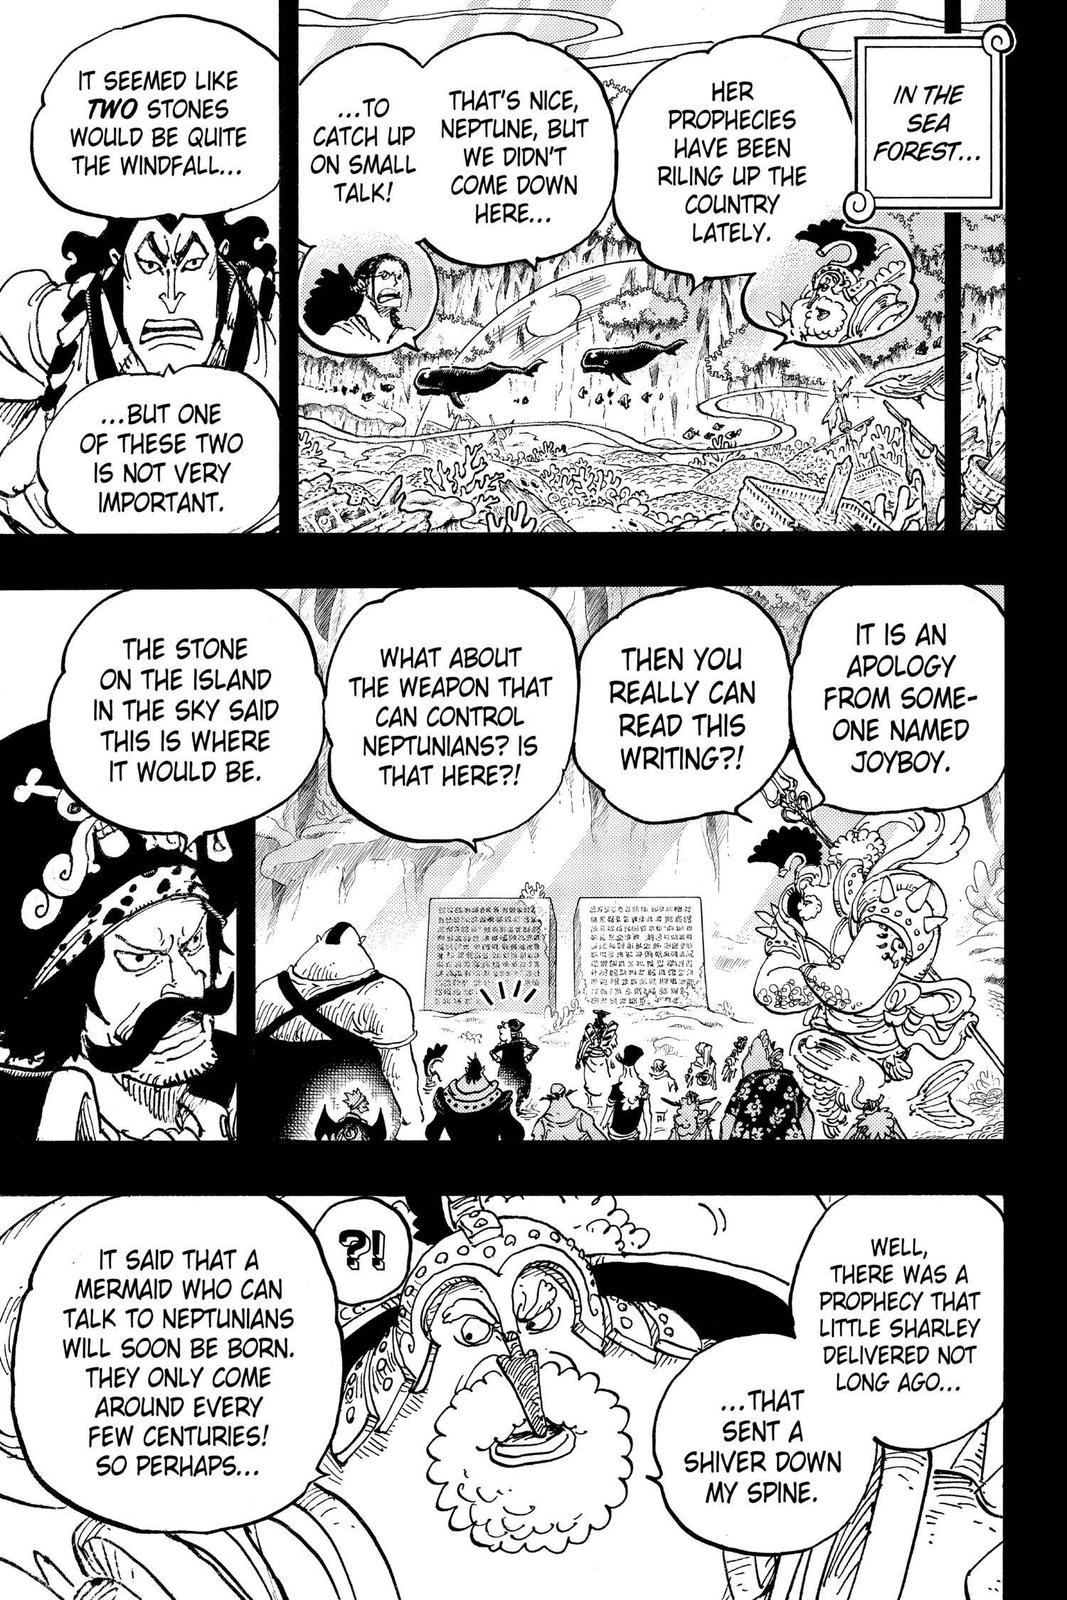 IN THE
SEA
FOREST...
HER
PROPHECIES
HAVE BEEN
RILING UP THE
COUNTRY
LATELY.
THAT'S NICE,
NEPTUNE, BUT
WE DIDN'T
COME DOWN
HERE...
...TO
CATCH UP
ON SMALL
TALK!
IT SEEMED LIKE
TWO STONES
WOULD BE QUITE
THE WINDFALL...
...BUT ONE
OF THESE TWO
IS NOT VERY
IMPORTANT.
IT IS AN
APOLOGY
FROM SOME-
ONE NAMED
JOYBOY.
THEN YOU
REALLY CAN
READ THIS
WRITING?!
WHAT ABOUT
THE WEAPON THAT
CAN CONTROL
NEPTUNIANS? IS
THAT HERE?!
THE STONE
ON THE ISLAND
IN THE SKY SAID
THIS IS WHERE
IT WOULD BE.
WELL,
THERE WAS A
PROPHECY THAT
LITTLE SHARLEY
DELIVERED NOT
LONG AGO...
...THAT
SENT A
SHIVER DOWN
MY SPINE.
?!
IT SAID THAT A
MERMAID WHO CAN
TALK TO NEPTUNIANS
WILL SOON BE BORN.
THEY ONLY COME
AROUND EVERY
FEW CENTURIES!
SO PERHAPS...